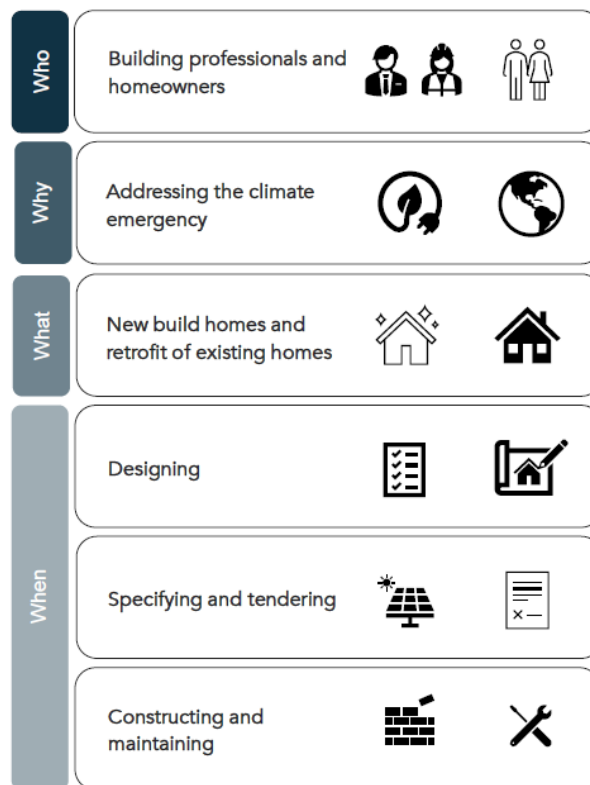 Who
Building professionals and
homeowners
Why
Addressing the climate
emergency
What
New build homes and
retrofit of existing homes
When
Designing
Specifying and tendering
Constructing and
maintaining